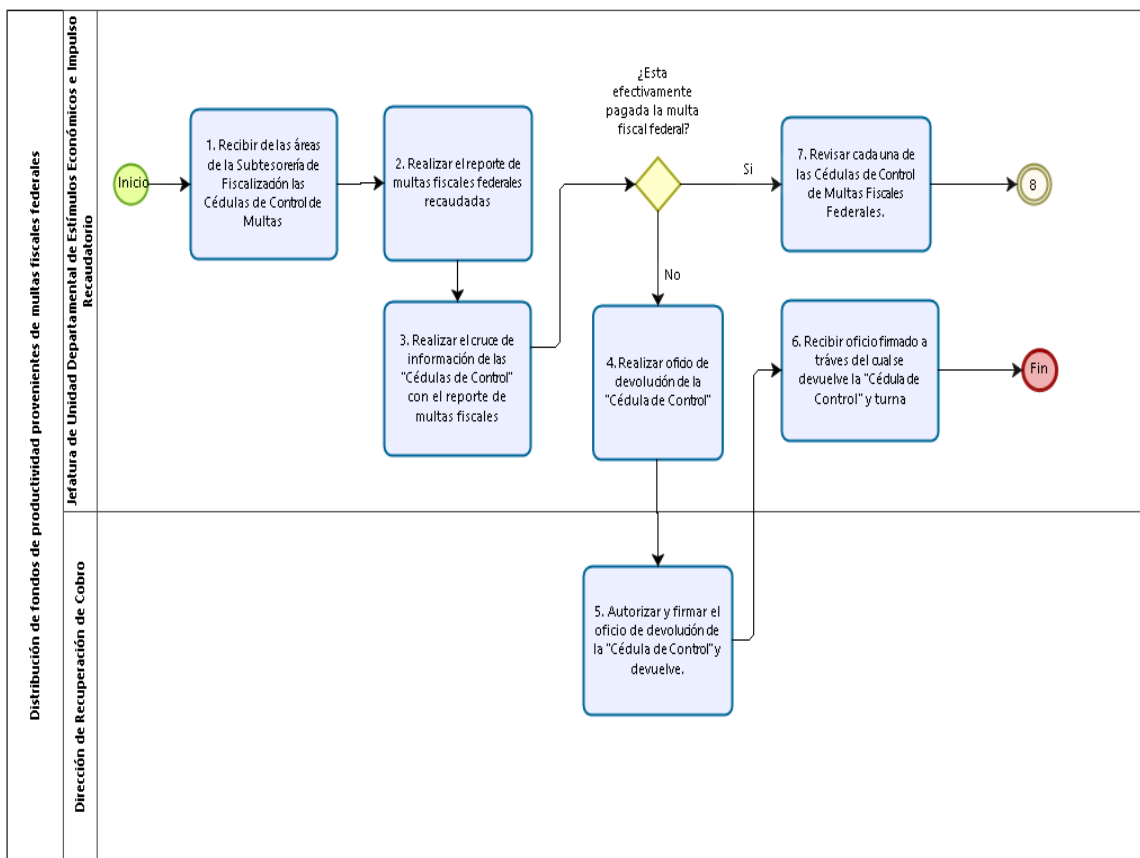 Distribución de fondos de productividad provenientes de multas fiscales federales
Jefatura de Unidad Departamental de Estímulos Económicos e Impulso
Recaudatorio
Inicio
1. Recibir de las áreas
de la Subtesorería de
Fiscalización las
Cédulas de Control de
Multas
2. Realizar el reporte de
multas fiscales federales
recaudadas
3. Realizar el cruce de
información de las
"Cédulas de Control"
con el reporte de
multas fiscales
¿Esta
efectivamente
pagada la multa
fiscal federal?
Si
No
7. Revisar cada una de
las Cédulas de Control
de Multas Fiscales
Federales.
8
4. Realizar oficio de
devolución de la
"Cédula de Control"
6. Recibir oficio firmado a
tráves del cual se
devuelve la "Cédula de
Control" y turna
Fin
Dirección de Recuperación de Cobro
5. Autorizar y firmar el
oficio de devolución de
la "Cédula de Control" y
devuelve.